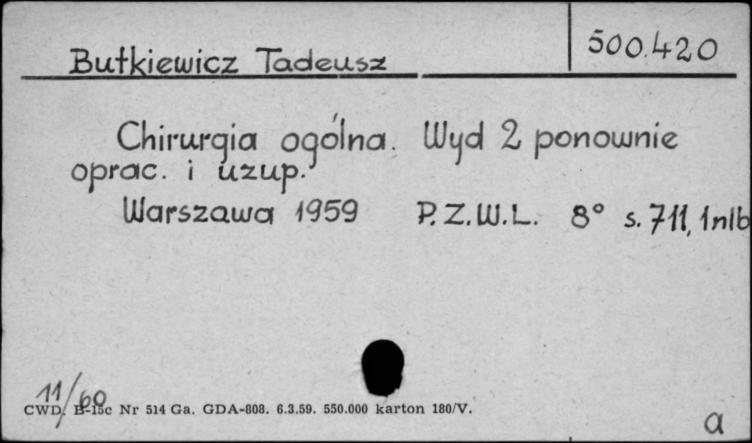 500.420
Butkiewicz Tadeusz
Chirurgia ogólna. Wyd 2 ponownie
oprac. i uzup.
Warszawa 1959 P.Z.W.L. 8° s. 711, 1nlb
11/60
CWD. B-15c Nr 514 Ga. GDA-808. 6.3.59. 550.000 karton 180/V.
a